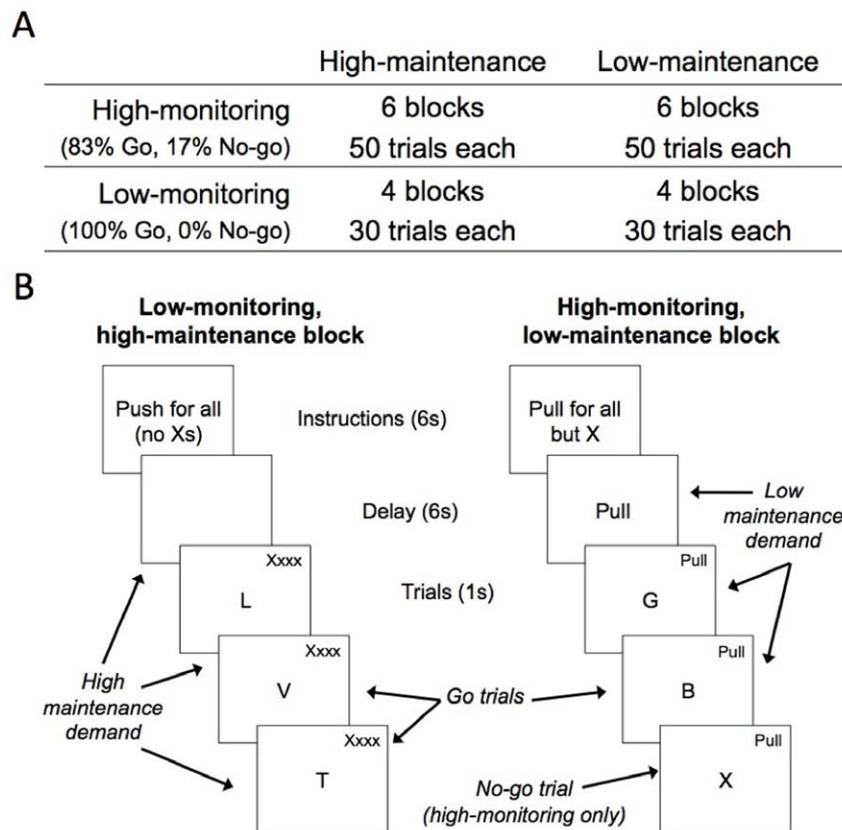 A
High-maintenance Low-maintenance
High-monitoring 6 blocks 6 blocks
(83% Go, 17% No-go) 50 trials each 50 trials each
Low-monitoring 4 blocks 4 blocks
(100% Go, 0% No-go) 30 trials each 30 trials each
B
Low-monitoring,
high-maintenance block
High-monitoring,
low-maintenance block
Push for all
(no Xs)
Instructions (6s)
Pull for all
but X
Delay (6s)
Pull
Low
maintenance
demand
Xxxx
L
Trials (1s)
Pull
G
High
maintenance
demand
Xxxx
V
Go trials
Pull
B
Xxxx
T
No-go trial
(high-monitoring only)
Pull
X